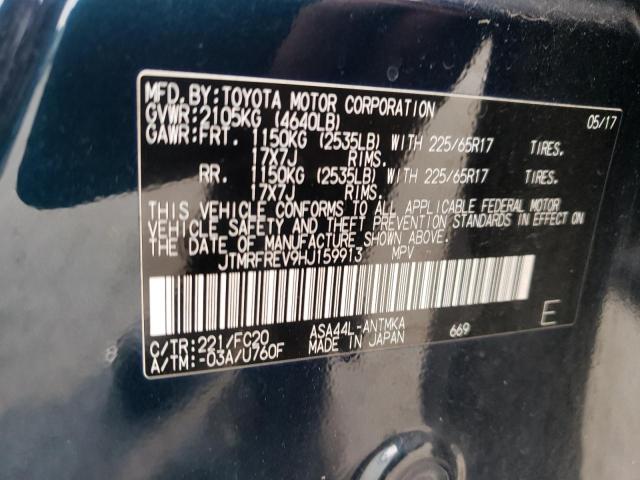 MFD.BY:TOYOTA MOTOR CORPORATION 05/17
GVWR:2105KG (4640LB)
GAWR:FRT. 1150KG (2535LB) WITH 225/65R17 TIRES.
17X7J RIMS.
RR. 1150KG (2535LB) WITH 225/65R17 TIRES.
17X7J RIMS.
THIS VEHICLE CONFORMS TO ALL APPLICABLE FEDERAL MOTOR
VEHICLE SAFETY AND THEFT PREVENTION STANDARDS IN EFFECT ON
THE DATE OF MANUFACTURE SHOWN ABOVE.
JTMRFREV9HJ159913 MPV
C/TR:221/FC20 ASA44L-ANTMKA 669 E
A/TM:-03A/U760F MADE IN JAPAN